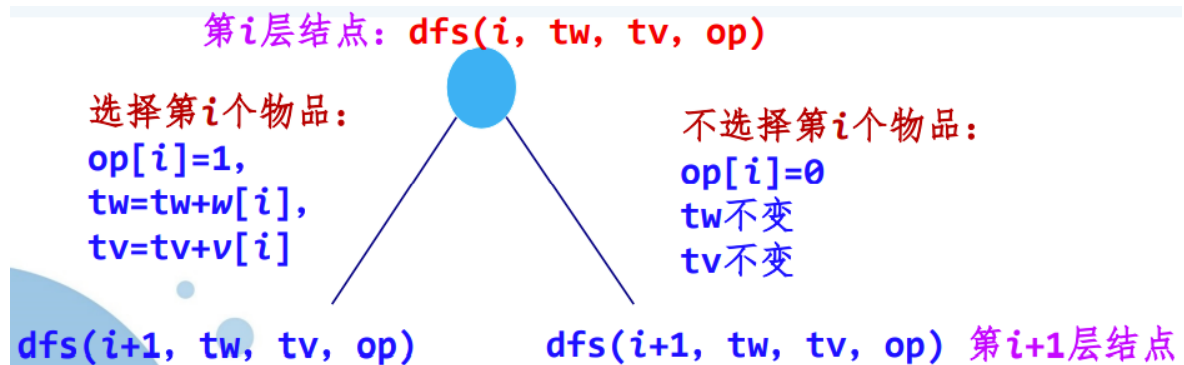 第i层结点：dfs(i, tw, tv, op)
选择第i个物品：
op[i]=1,
tw=tw+w[i],
tv=tv+v[i]
不选择第i个物品：
op[i]=0
tw不变
tv不变
dfs(i+1, tw, tv, op)
dfs(i+1, tw, tv, op) 第i+1层结点